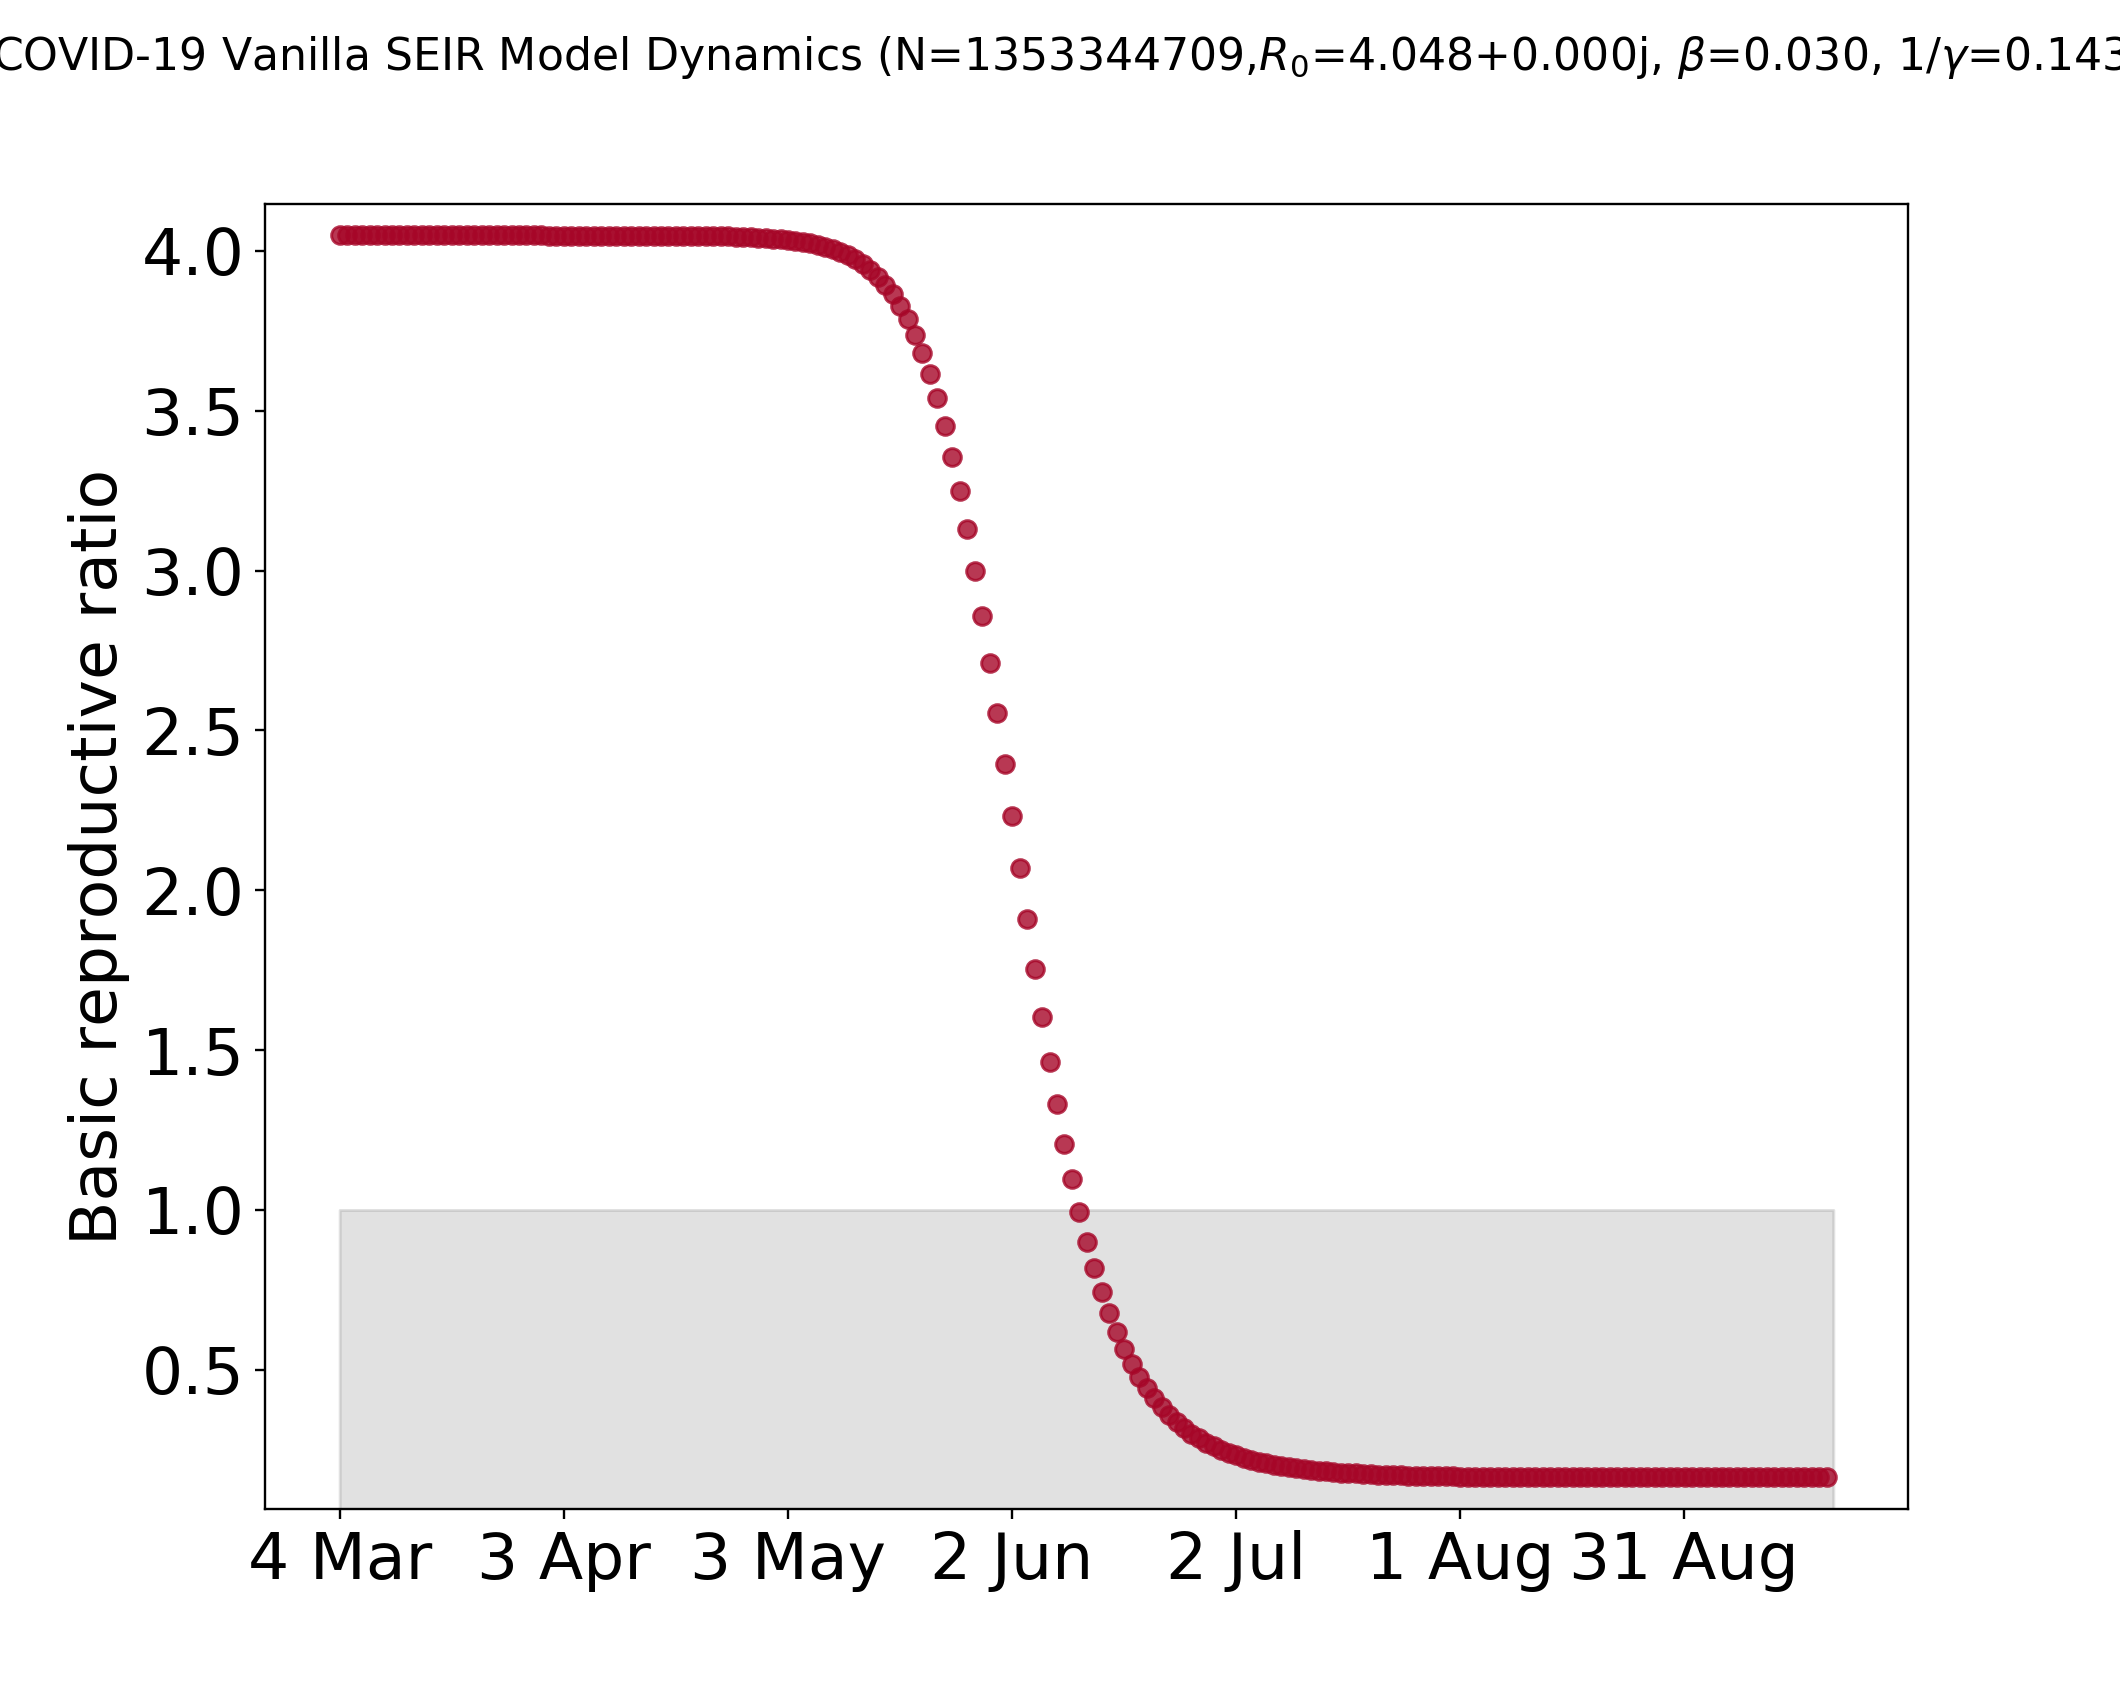 COVID-19 Vanilla SEIR Model Dynamics (N=1353344709,R₀=4.048+0.000j, β=0.030, 1/γ=0.143
Basic reproductive ratio
4.0
3.5
3.0
2.5
2.0
1.5
1.0
0.5
4 Mar 3 Apr 3 May 2 Jun 2 Jul 1 Aug 31 Aug